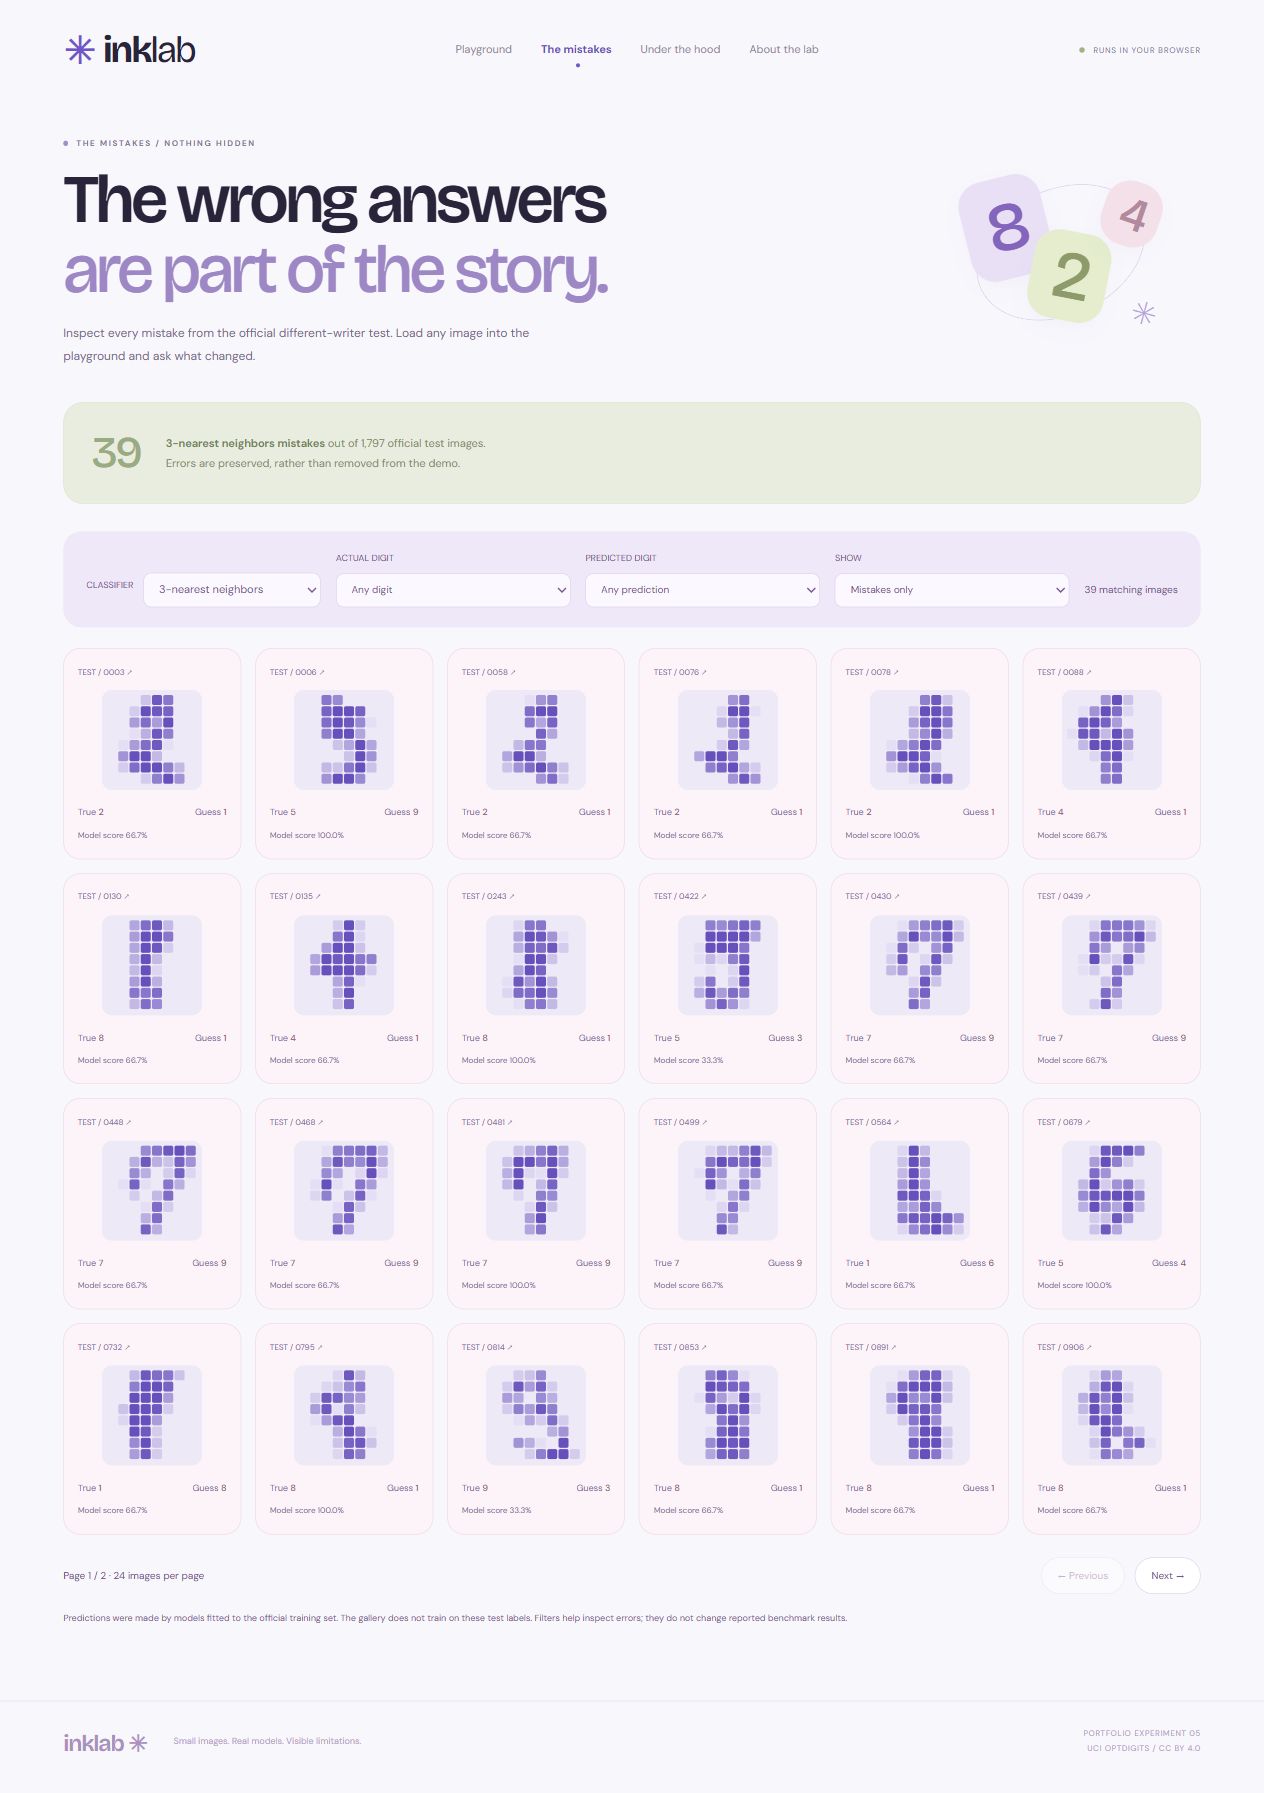 inklab
Playground The mistakes Under the hood About the lab
RUNS IN YOUR BROWSER
THE MISTAKES / NOTHING HIDDEN
The wrong answers
are part of the story.
Inspect every mistake from the official different-writer test. Load any image into the
playground and ask what changed.
8 4
2
39
3-nearest neighbors mistakes out of 1,797 official test images.
Errors are preserved, rather than removed from the demo.
ACTUAL DIGIT PREDICTED DIGIT SHOW
CLASSIFIER 3-nearest neighbors Any digit Any prediction Mistakes only 39 matching images
TEST / 0003 ↗ TEST / 0006 ↗ TEST / 0058 ↗ TEST / 0076 ↗ TEST / 0078 ↗ TEST / 0088 ↗
True 2 Guess 1 True 5 Guess 9 True 2 Guess 1 True 2 Guess 1 True 2 Guess 1 True 4 Guess 1
Model score 66.7% Model score 100.0% Model score 66.7% Model score 66.7% Model score 100.0% Model score 66.7%
TEST / 0130 ↗ TEST / 0135 ↗ TEST / 0243 ↗ TEST / 0422 ↗ TEST / 0430 ↗ TEST / 0439 ↗
True 8 Guess 1 True 4 Guess 1 True 8 Guess 1 True 5 Guess 3 True 7 Guess 9 True 7 Guess 9
Model score 66.7% Model score 66.7% Model score 100.0% Model score 33.3% Model score 66.7% Model score 66.7%
TEST / 0448 ↗ TEST / 0468 ↗ TEST / 0481 ↗ TEST / 0499 ↗ TEST / 0564 ↗ TEST / 0679 ↗
True 7 Guess 9 True 7 Guess 9 True 7 Guess 9 True 7 Guess 9 True 1 Guess 6 True 5 Guess 4
Model score 66.7% Model score 66.7% Model score 100.0% Model score 66.7% Model score 66.7% Model score 100.0%
TEST / 0732 ↗ TEST / 0795 ↗ TEST / 0814 ↗ TEST / 0853 ↗ TEST / 0891 ↗ TEST / 0906 ↗
True 1 Guess 8 True 8 Guess 1 True 9 Guess 3 True 8 Guess 1 True 8 Guess 1 True 8 Guess 1
Model score 66.7% Model score 100.0% Model score 33.3% Model score 66.7% Model score 66.7% Model score 66.7%
Page 1 / 2 · 24 images per page ← Previous Next →
Predictions were made by models fitted to the official training set. The gallery does not train on these test labels. Filters help inspect errors; they do not change reported benchmark results.
inklab Small images. Real models. Visible limitations.
PORTFOLIO EXPERIMENT 05
UCI OPTDIGITS / CC BY 4.0